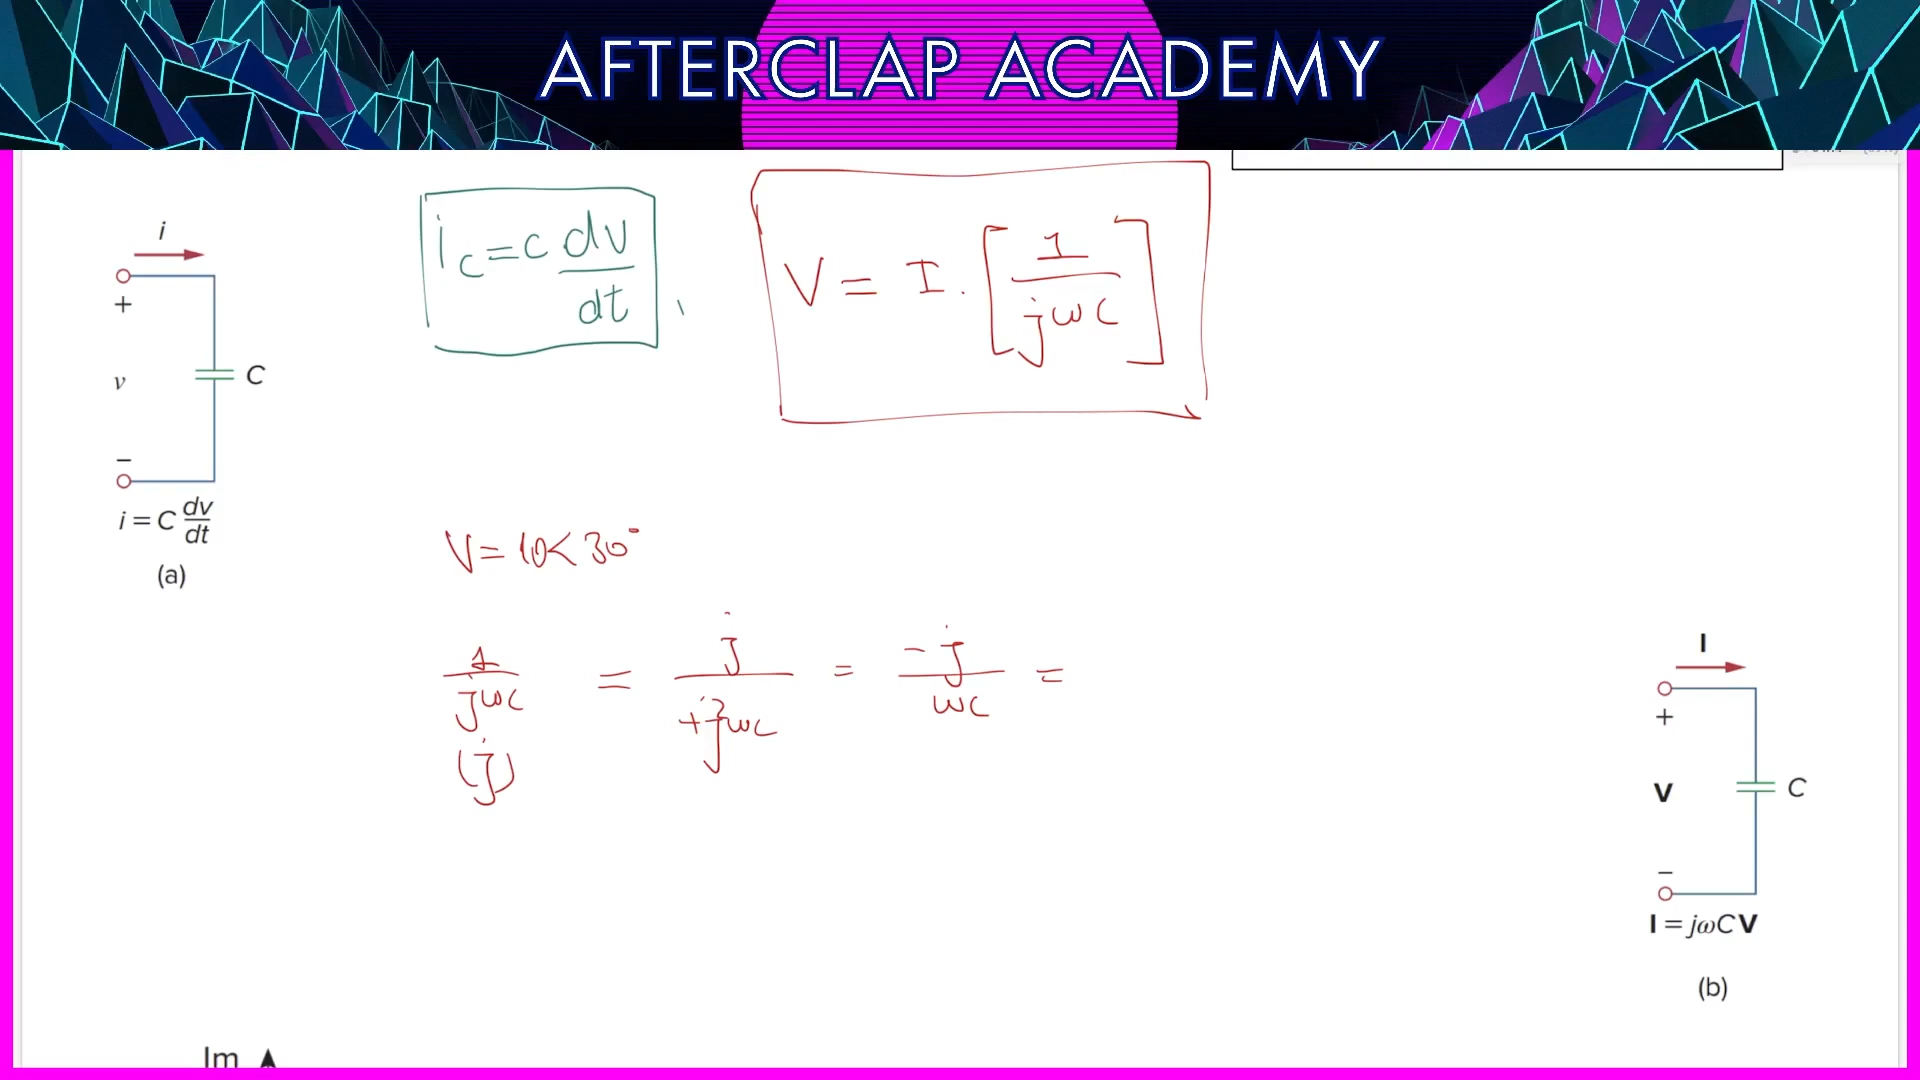 AFTERCLAP ACADEMY
i
+
v
C
−
i = C dv/dt
(a)
i_c = c dv/dt
V = I . [1/jωc]
V = 10 < 30°
1/jωc (j) = j/+j²ωc = -j/ωc =
I
+
V
C
−
I = jωCV
(b)
Im